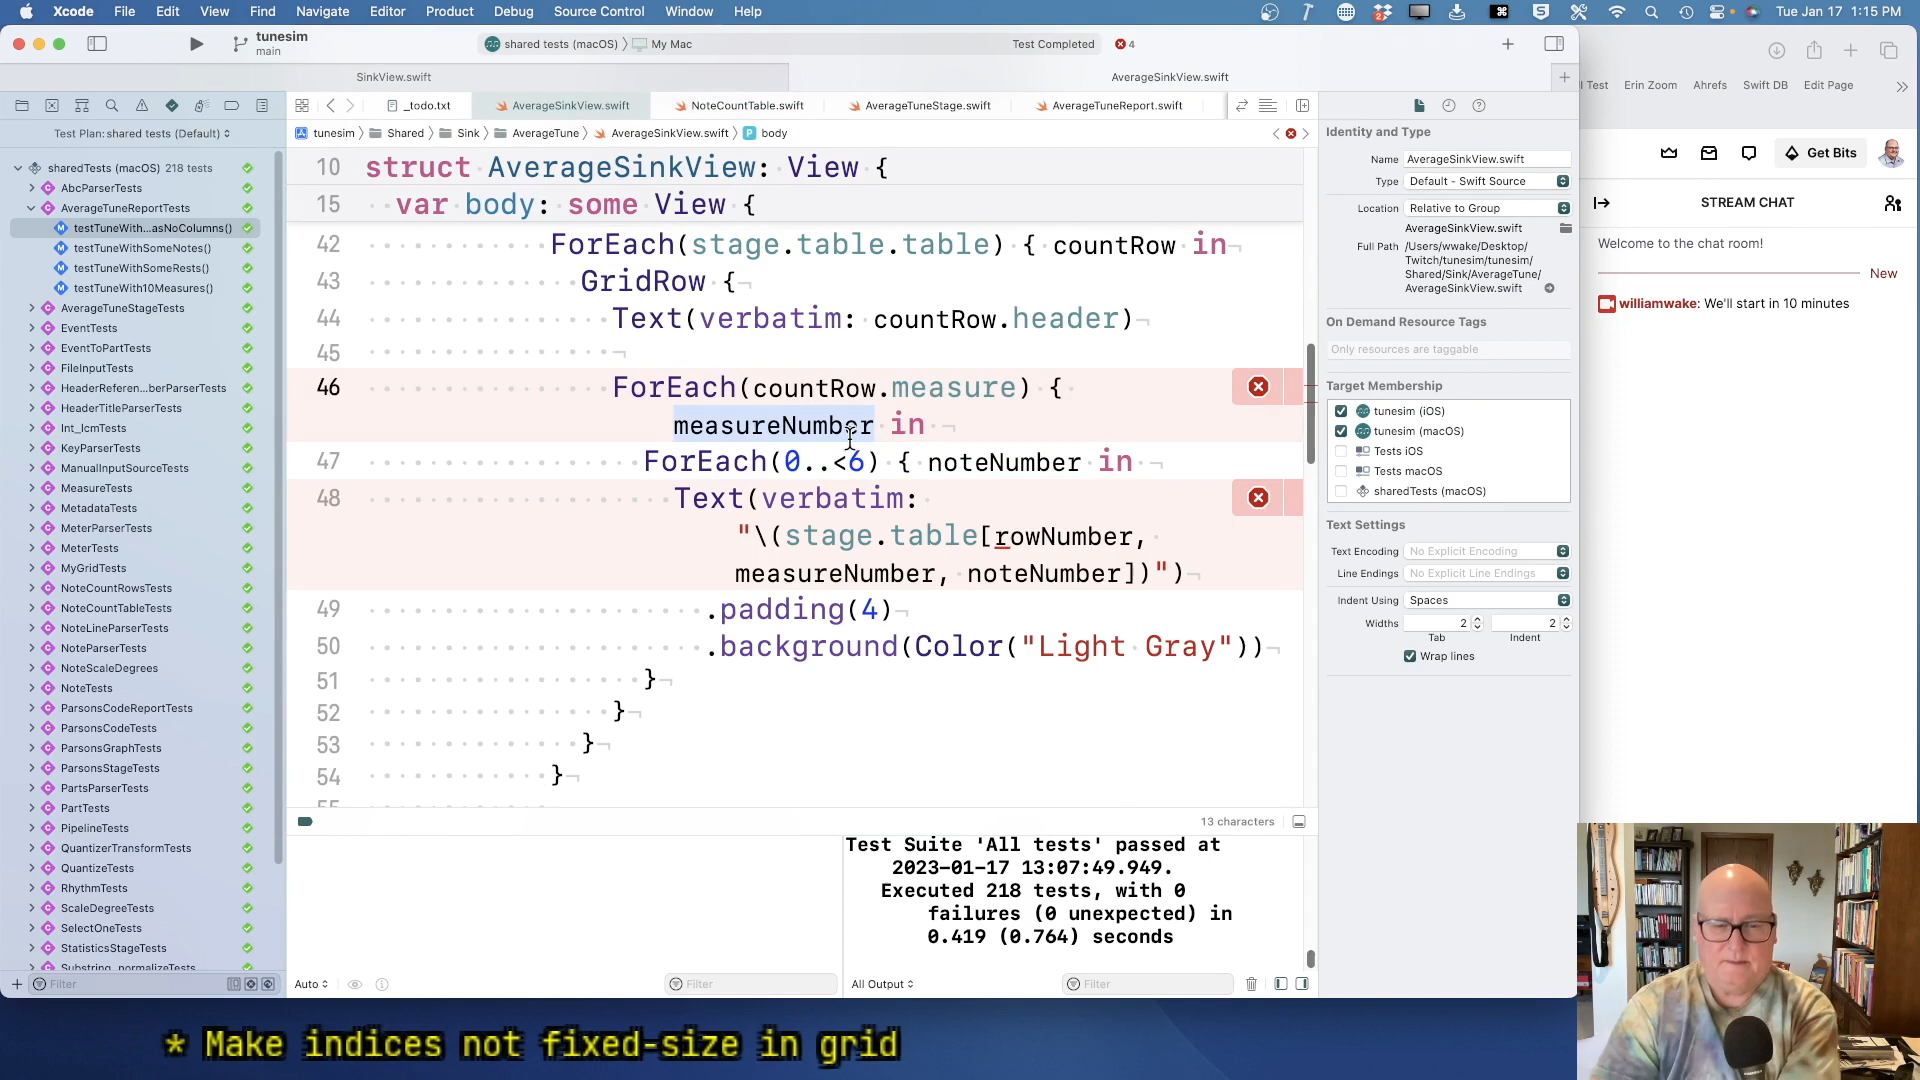 Xcode File Edit View Find Navigate Editor Product Debug Source Control Window Help Tue Jan 17 1:15 PM
tunesim
main
shared tests (macOS) My Mac Test Completed 4
SinkView.swift AverageSinkView.swift
_todo.txt AverageSinkView.swift NoteCountTable.swift AverageTuneStage.swift AverageTuneReport.swift
Test Plan: shared tests (Default)
tunesim Shared Sink AverageTune AverageSinkView.swift body
sharedTests (macOS) 218 tests
AbcParserTests
AverageTuneReportTests
testTuneWith...asNoColumns()
testTuneWithSomeNotes()
testTuneWithSomeRests()
testTuneWith10Measures()
AverageTuneStageTests
EventTests
EventToPartTests
FileInputTests
HeaderReferen...berParserTests
HeaderTitleParserTests
Int_lcmTests
KeyParserTests
ManualInputSourceTests
MeasureTests
MetadataTests
MeterParserTests
MeterTests
MyGridTests
NoteCountRowsTests
NoteCountTableTests
NoteLineParserTests
NoteParserTests
NoteScaleDegrees
NoteTests
ParsonsCodeReportTests
ParsonsCodeTests
ParsonsGraphTests
ParsonsStageTests
PartsParserTests
PartTests
PipelineTests
QuantizerTransformTests
QuantizeTests
RhythmTests
ScaleDegreeTests
SelectOneTests
StatisticsStageTests
Substring_normalizeTests
Filter
10 struct AverageSinkView: View {
15 var body: some View {
42 ForEach(stage.table.table) { countRow in
43 GridRow {
44 Text(verbatim: countRow.header)
45
46 ForEach(countRow.measure) {
measureNumber in
47 ForEach(0..<6) { noteNumber in
48 Text(verbatim:
"\(stage.table[rowNumber,
measureNumber, noteNumber])")
49 .padding(4)
50 .background(Color("Light Gray"))
51 }
52 }
53 }
54 }
55
13 characters
Test Suite 'All tests' passed at
2023-01-17 13:07:49.949.
Executed 218 tests, with 0
failures (0 unexpected) in
0.419 (0.764) seconds
Auto Filter All Output Filter
Identity and Type
Name AverageSinkView.swift
Type Default - Swift Source
Location Relative to Group
AverageSinkView.swift
Full Path /Users/wwake/Desktop/
Twitch/tunesim/tunesim/
Shared/Sink/AverageTune/
AverageSinkView.swift
On Demand Resource Tags
Only resources are taggable
Target Membership
tunesim (iOS)
tunesim (macOS)
Tests iOS
Tests macOS
sharedTests (macOS)
Text Settings
Text Encoding No Explicit Encoding
Line Endings No Explicit Line Endings
Indent Using Spaces
Widths 2 2
Tab Indent
Wrap lines
l Test Erin Zoom Ahrefs Swift DB Edit Page
Get Bits
STREAM CHAT
Welcome to the chat room!
New
williamwake: We'll start in 10 minutes
* Make indices not fixed-size in grid